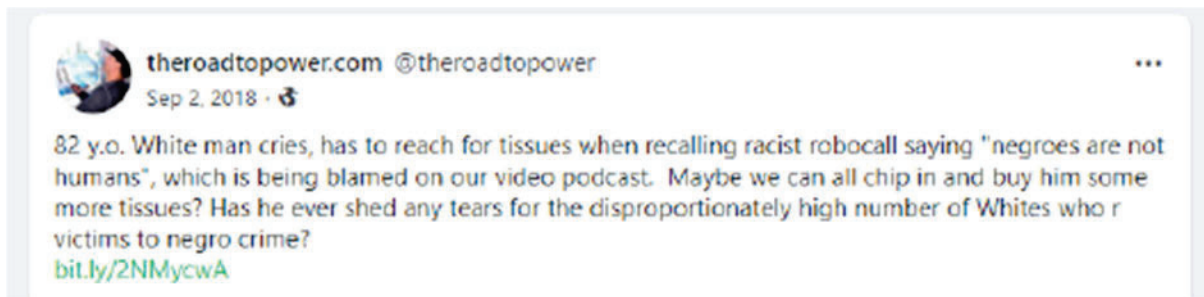 theroadtopower.com @theroadtopower
Sep 2, 2018 ·
82 y.o. White man cries, has to reach for tissues when recalling racist robocall saying "negroes are not
humans", which is being blamed on our video podcast. Maybe we can all chip in and buy him some
more tissues? Has he ever shed any tears for the disproportionately high number of Whites who r
victims to negro crime?
bit.ly/2NMycwA